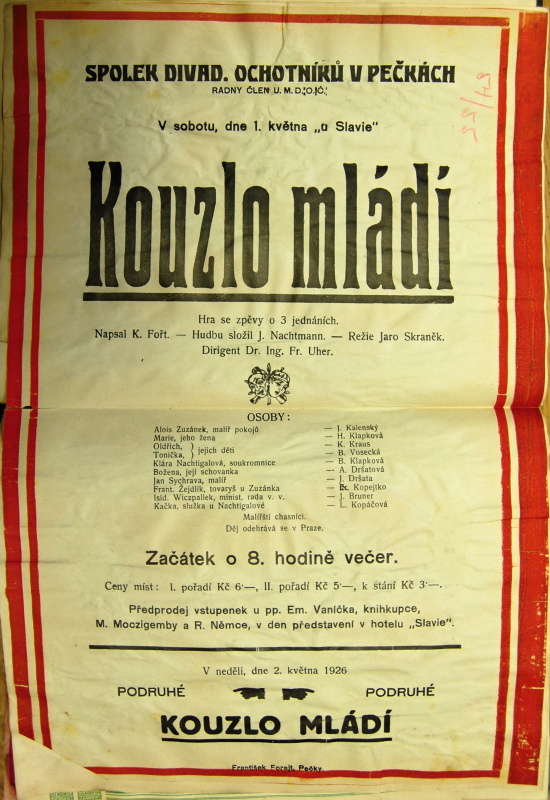 SPOLEK DIVAD. OCHOTNÍKŮ V PEČKÁCH
ŘÁDNÝ ČLEN Ú. M. D. O. Č.
V sobotu, dne 1. května „u Slavie"
Kouzlo mládí
Hra se zpěvy o 3 jednáních.
Napsal K. Fořt. — Hudbu složil J. Nachtmann. — Režie Jaro Skraněk.
Dirigent Dr. Ing. Fr. Uher.
OSOBY:
Alois Zuzánek, malíř pokojů — J. Kalenský
Marie, jeho žena — H. Klapková
Oldřich, ) jejich děti — K. Kraus
Tonička, ) — B. Vosecká
Klára Nachtigalová, soukromnice — B. Klapková
Božena, její schovanka — A. Dršatová
Jan Sychrava, malíř — J. Dršata
Frant. Žejdlík, tovaryš u Zuzánka — Kopejtko
Isid. Wiczpallek, minist. rada v. v. — J. Bruner
Kačka, služka u Nachtigalové — L. Kopáčová
Malířští chasníci.
Děj odehrává se v Praze.
Začátek o 8. hodině večer.
Ceny míst: I. pořadí Kč 6·—, II. pořadí Kč 5·—, k stání Kč 3·—.
Předprodej vstupenek u pp. Em. Vaníčka, knihkupce,
M. Moczigemby a R. Němce, v den představení v hotelu „Slavie".
V neděli, dne 2. května 1926
PODRUHÉ PODRUHÉ
KOUZLO MLÁDÍ
František Forejt, Pečky.